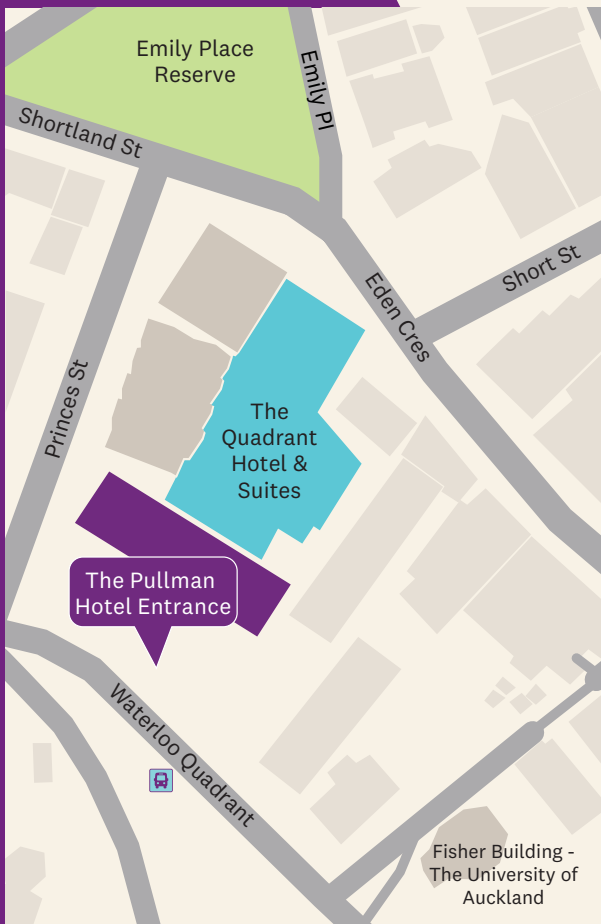 Emily Place
Reserve
Emily Pl
Shortland St
Short St
Eden Cres
Princes St
The
Quadrant
Hotel &
Suites
The Pullman
Hotel Entrance
Waterloo Quadrant
Fisher Building -
The University of
Auckland